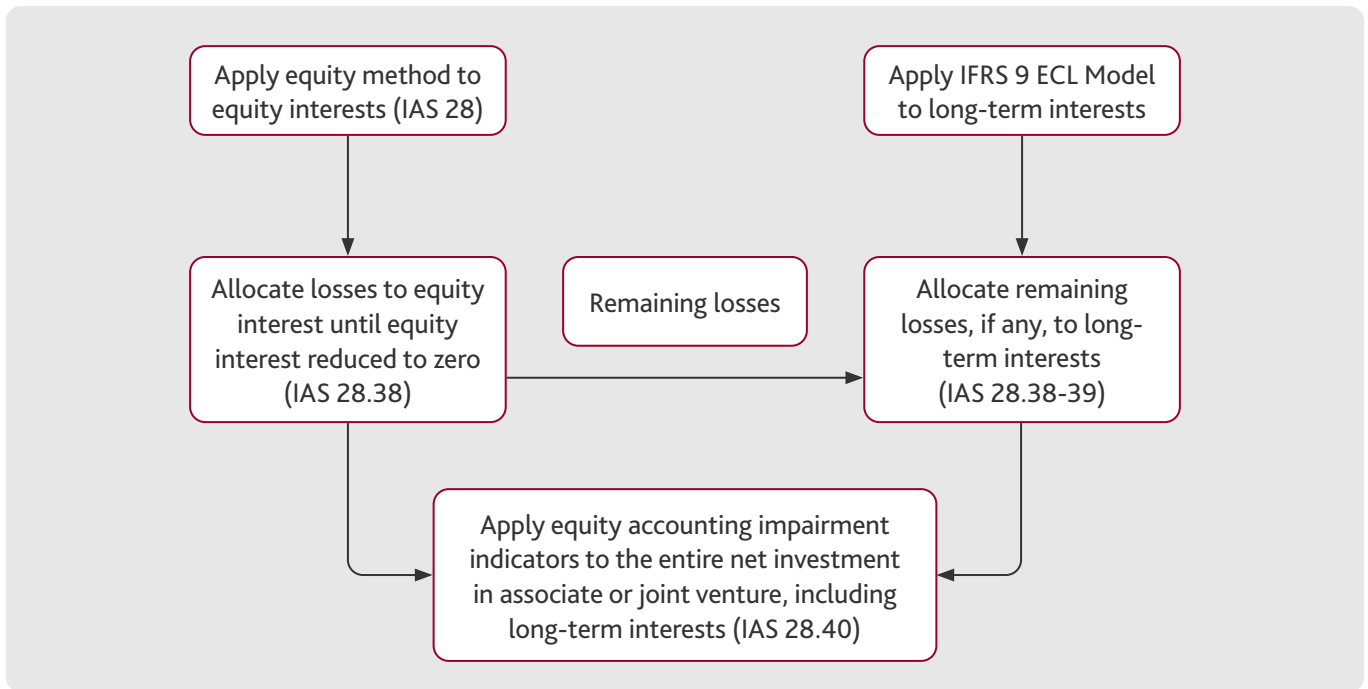 Apply equity method to
equity interests (IAS 28)
Apply IFRS 9 ECL Model
to long-term interests
Allocate losses to equity
interest until equity
interest reduced to zero
(IAS 28.38)
Remaining losses
Allocate remaining
losses, if any, to long-
term interests
(IAS 28.38-39)
Apply equity accounting impairment
indicators to the entire net investment
in associate or joint venture, including
long-term interests (IAS 28.40)